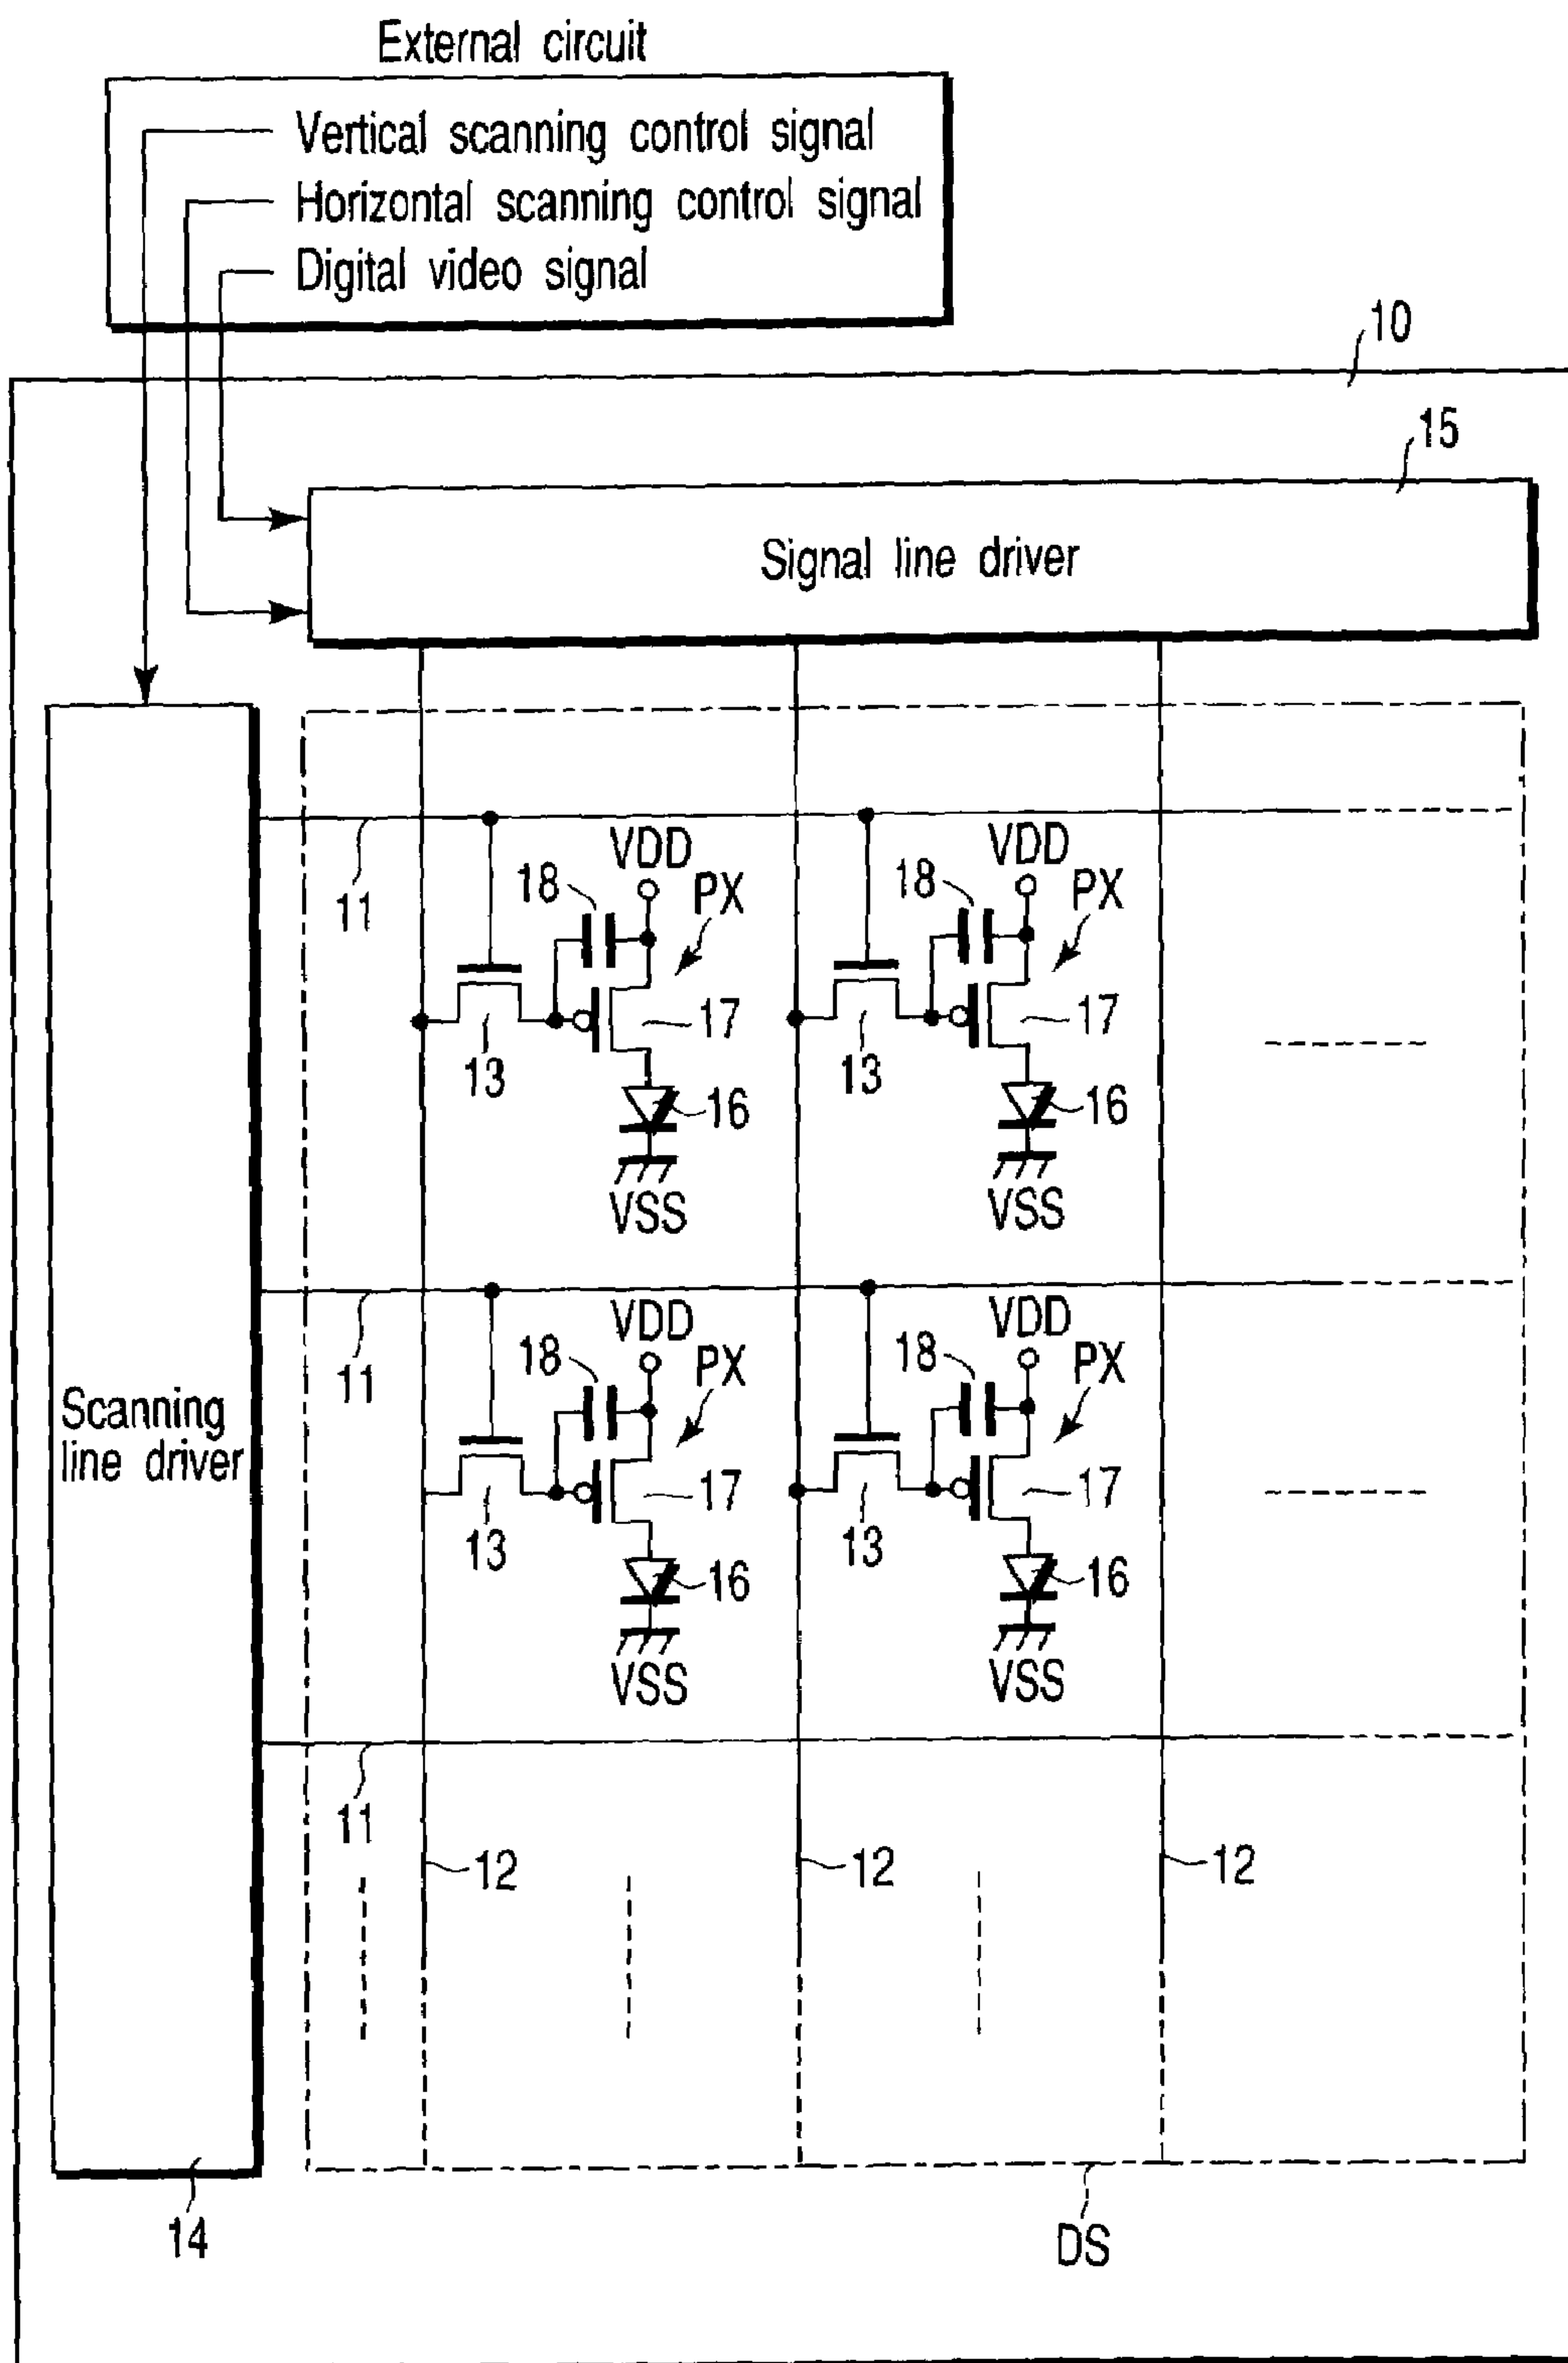 External circuit
Vertical scanning control signal
Horizontal scanning control signal
Digital video signal
10
15
Signal line driver
VDD
VDD
18
PX
18
PX
11
17
17
13
13
16
16
VSS
VSS
VDD
VDD
18
PX
18
PX
11
Scanning
line driver
17
17
13
13
16
16
VSS
VSS
11
12
12
12
14
DS